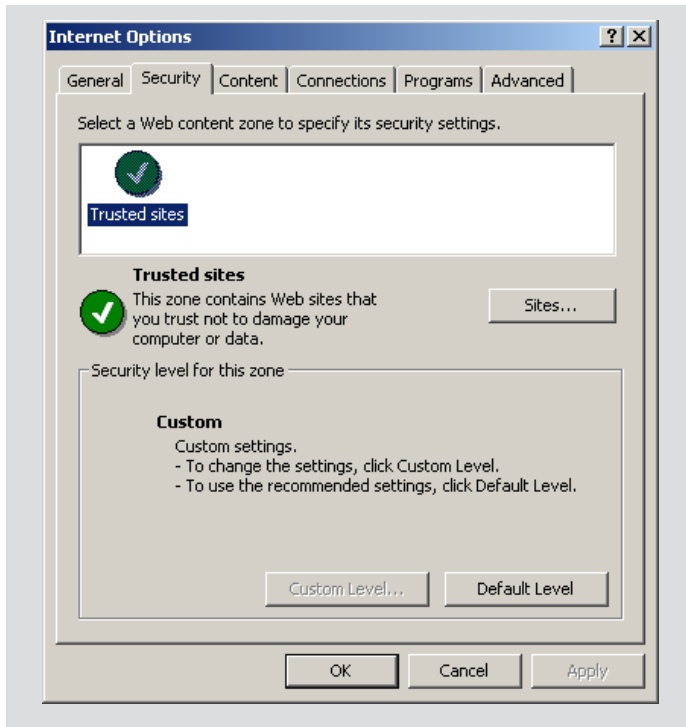 Internet Options
General Security Content Connections Programs Advanced
Select a Web content zone to specify its security settings.
Trusted sites
Trusted sites
This zone contains Web sites that
you trust not to damage your
computer or data.
Sites...
Security level for this zone
Custom
Custom settings.
- To change the settings, click Custom Level.
- To use the recommended settings, click Default Level.
Custom Level... Default Level
OK Cancel Apply